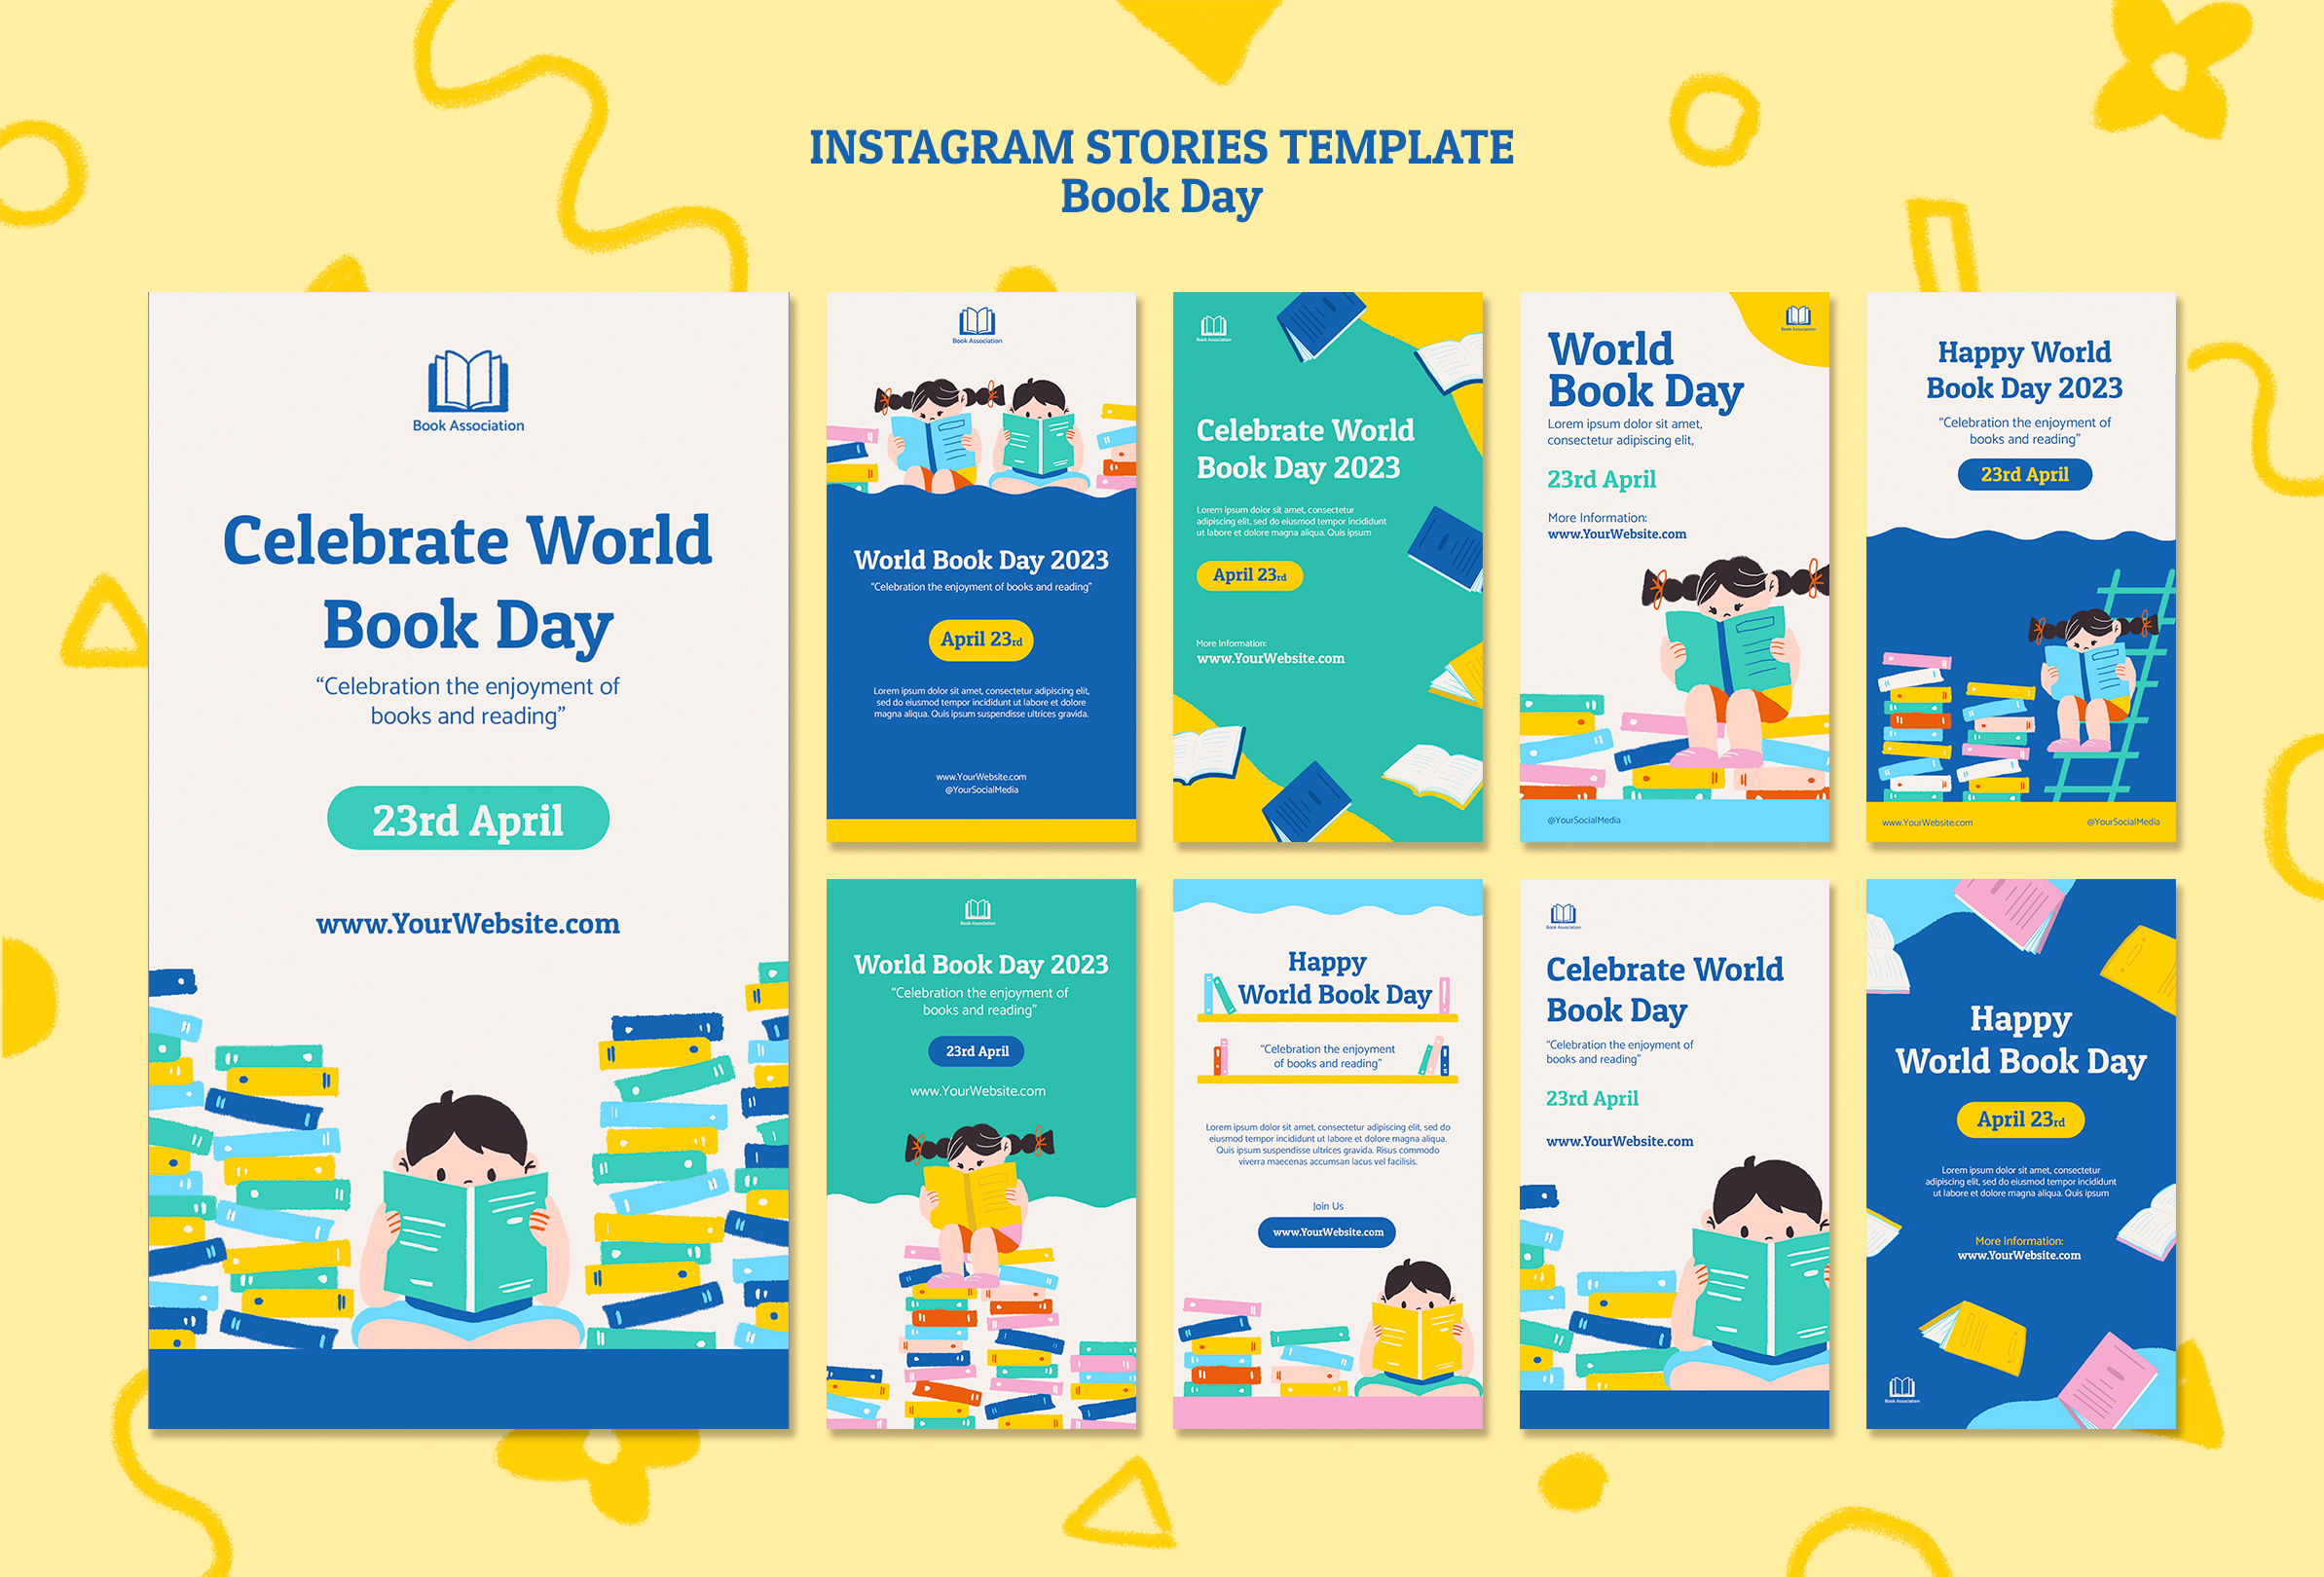 INSTAGRAM STORIES TEMPLATE
Book Day
Book Association
Celebrate World
Book Day
“Celebration the enjoyment of
books and reading”
23rd April
www.YourWebsite.com
Book Association
World Book Day 2023
“Celebration the enjoyment of books and reading”
April 23rd
Lorem ipsum dolor sit amet, consectetur adipiscing elit,
sed do eiusmod tempor incididunt ut labore et dolore
magna aliqua. Quis ipsum suspendisse ultrices gravida.
www.YourWebsite.com
@YourSocialMedia
Book Association
Celebrate World
Book Day 2023
Lorem ipsum dolor sit amet, consectetur
adipiscing elit, sed do eiusmod tempor incididunt
ut labore et dolore magna aliqua. Quis ipsum
April 23rd
More Information:
www.YourWebsite.com
Book Association
World
Book Day
Lorem ipsum dolor sit amet,
consectetur adipiscing elit,
23rd April
More Information:
www.YourWebsite.com
@YourSocialMedia
Happy World
Book Day 2023
“Celebration the enjoyment of
books and reading”
23rd April
www.YourWebsite.com
@YourSocialMedia
Book Association
World Book Day 2023
“Celebration the enjoyment of
books and reading”
23rd April
www.YourWebsite.com
Happy
World Book Day
“Celebration the enjoyment
of books and reading”
Lorem ipsum dolor sit amet, consectetur adipiscing elit, sed do
eiusmod tempor incididunt ut labore et dolore magna aliqua.
Quis ipsum suspendisse ultrices gravida. Risus commodo
viverra maecenas accumsan lacus vel facilisis.
Join Us
www.YourWebsite.com
Book Association
Celebrate World
Book Day
“Celebration the enjoyment of
books and reading”
23rd April
www.YourWebsite.com
Happy
World Book Day
April 23rd
Lorem ipsum dolor sit amet, consectetur
adipiscing elit, sed do eiusmod tempor incididunt
ut labore et dolore magna aliqua. Quis ipsum
More Information:
www.YourWebsite.com
Book Association